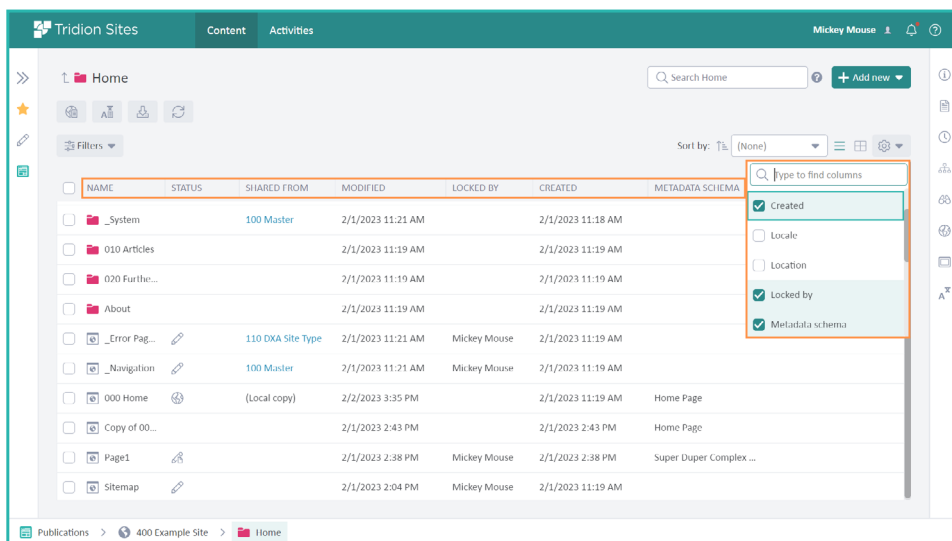 Tridion Sites Content Activities Mickey Mouse
Home Search Home Add new
Filters Sort by: (None)
Type to find columns
NAME STATUS SHARED FROM MODIFIED LOCKED BY CREATED METADATA SCHEMA
Created
_System 100 Master 2/1/2023 11:21 AM 2/1/2023 11:18 AM
Locale
010 Articles 2/1/2023 11:19 AM 2/1/2023 11:19 AM
Location
020 Furthe... 2/1/2023 11:19 AM 2/1/2023 11:19 AM
Locked by
About 2/1/2023 11:19 AM 2/1/2023 11:19 AM
Metadata schema
_Error Pag... 110 DXA Site Type 2/1/2023 11:21 AM Mickey Mouse 2/1/2023 11:19 AM
_Navigation 100 Master 2/1/2023 11:21 AM Mickey Mouse 2/1/2023 11:19 AM
000 Home (Local copy) 2/2/2023 3:35 PM 2/1/2023 11:19 AM Home Page
Copy of 00... 2/1/2023 2:43 PM 2/1/2023 2:43 PM Home Page
Page1 2/1/2023 2:38 PM Mickey Mouse 2/1/2023 2:38 PM Super Duper Complex ...
Sitemap 2/1/2023 2:04 PM Mickey Mouse 2/1/2023 11:19 AM
Publications > 400 Example Site > Home